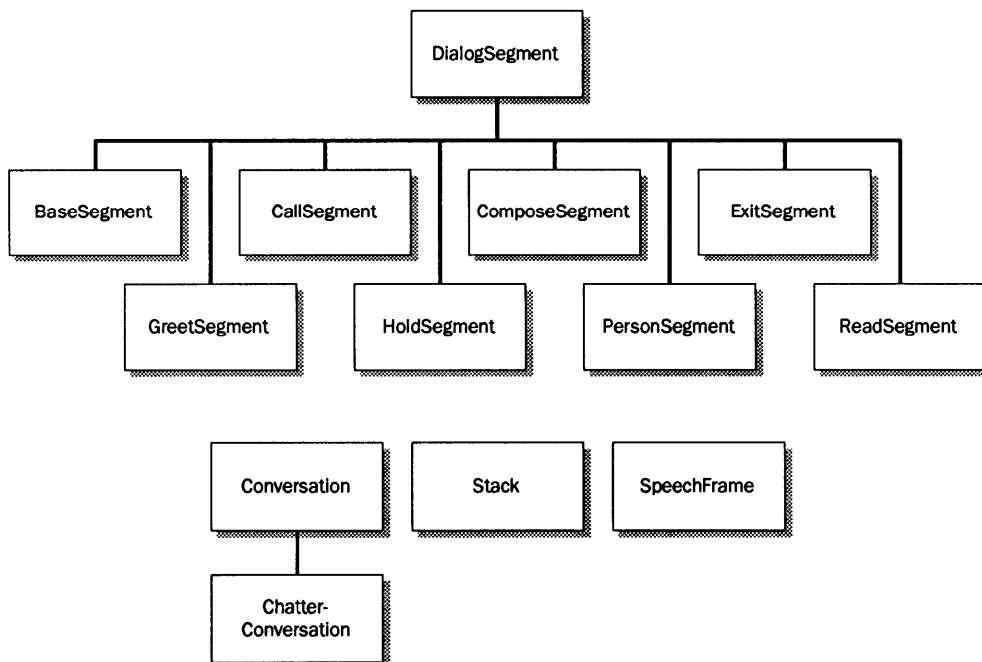 DialogSegment
BaseSegment
CallSegment
ComposeSegment
ExitSegment
GreetSegment
HoldSegment
PersonSegment
ReadSegment
Conversation
Stack
SpeechFrame
Chatter-
Conversation